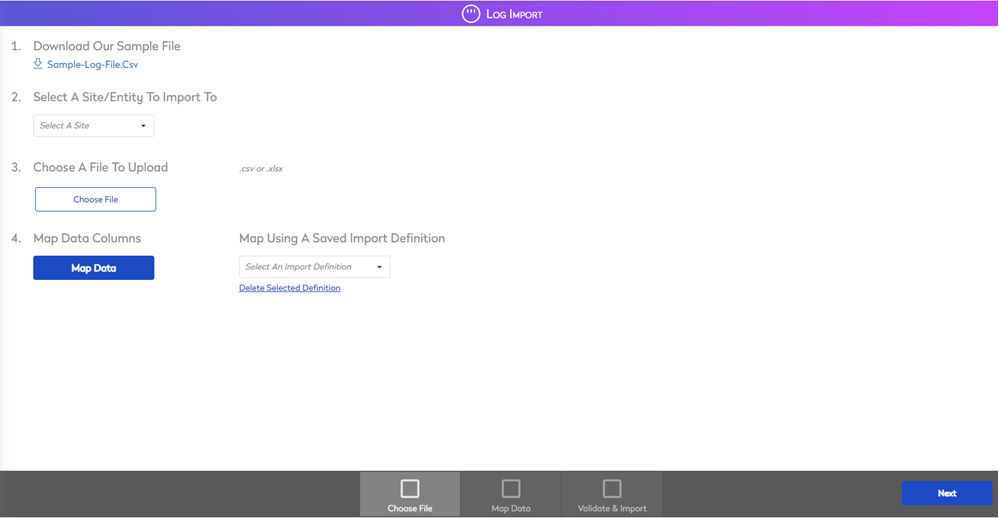 LOG IMPORT
1. Download Our Sample File
Sample-Log-File.Csv
2. Select A Site/Entity To Import To
Select A Site
3. Choose A File To Upload
.csv or .xlsx
Choose File
4. Map Data Columns
Map Using A Saved Import Definition
Map Data
Select An Import Definition
Delete Selected Definition
Choose File
Map Data
Validate & Import
Next